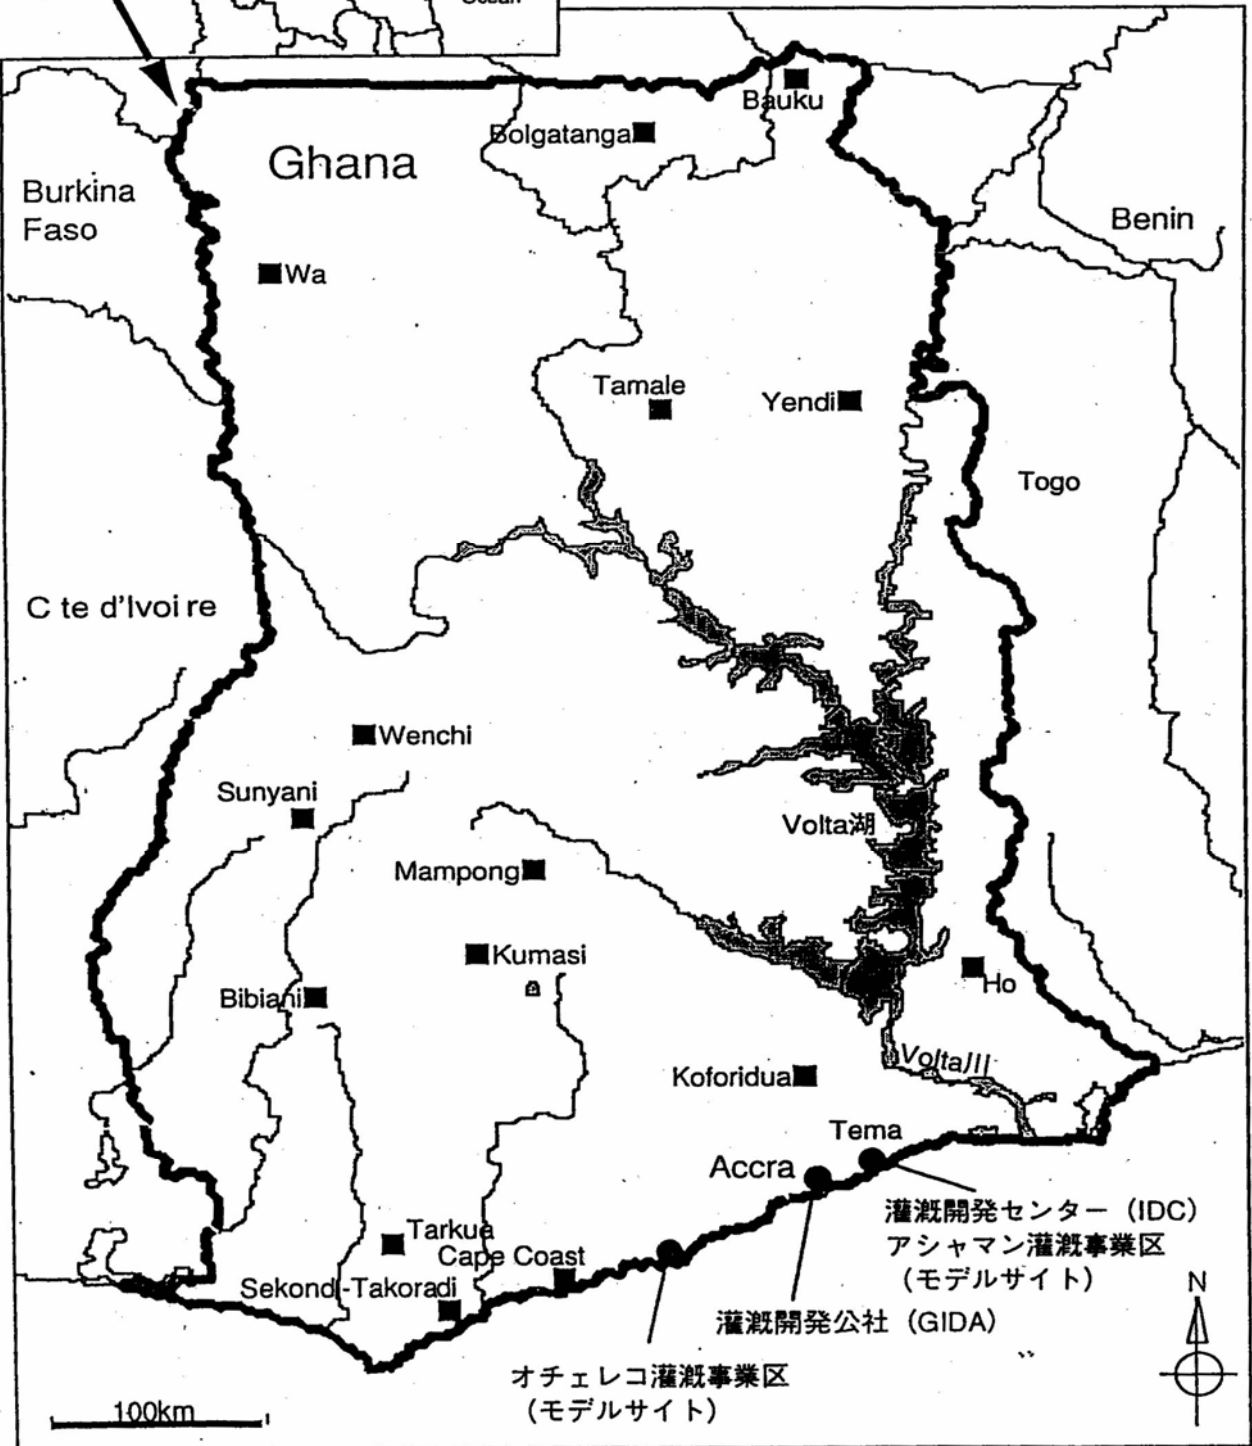 Ocean
Bauku
Bolgatanga
Ghana
Burkina
Faso
Benin
Wa
Tamale
Yendi
Togo
C te d'Ivoire
Wenchi
Sunyani
Volta湖
Mampong
Kumasi
Bibiani
Ho
Volta川
Koforidua
Tema
Accra
灌漑開発センター（IDC）
アシャマン灌漑事業区
（モデルサイト）
Tarkua
Cape Coast
Sekondi-Takoradi
灌漑開発公社（GIDA）
N
オチェレコ灌漑事業区
（モデルサイト）
100km